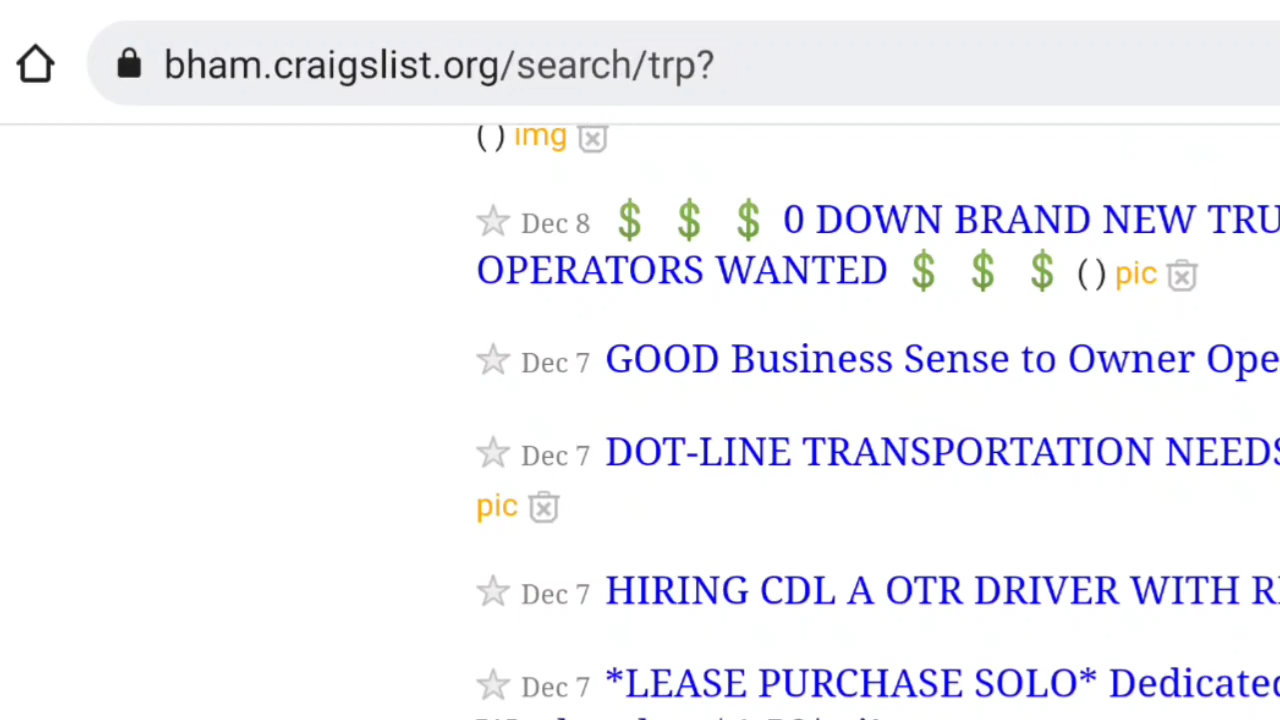 bham.craigslist.org/search/trp?
( ) img
Dec 8 $ $ $ 0 DOWN BRAND NEW TRU
OPERATORS WANTED $ $ $ ( ) pic
Dec 7 GOOD Business Sense to Owner Ope
Dec 7 DOT-LINE TRANSPORTATION NEEDS
pic
Dec 7 HIRING CDL A OTR DRIVER WITH
Dec 7 *LEASE PURCHASE SOLO* Dedicated